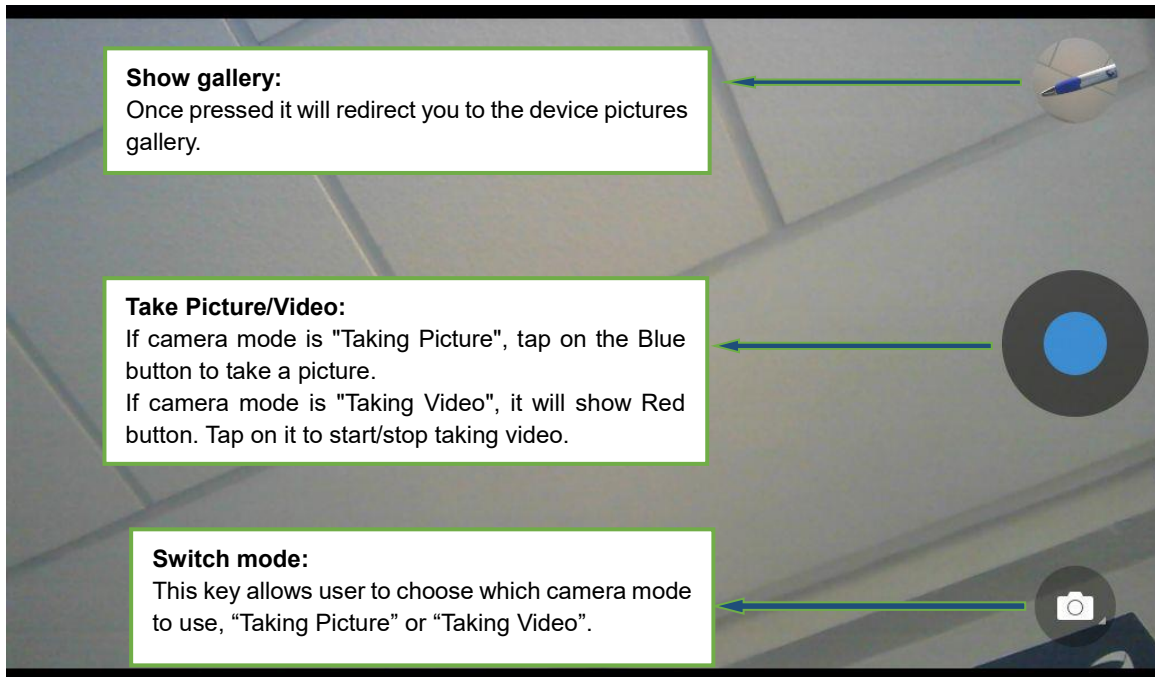 Show gallery:
Once pressed it will redirect you to the device pictures
gallery.
Take Picture/Video:
If camera mode is "Taking Picture", tap on the Blue
button to take a picture.
If camera mode is "Taking Video", it will show Red
button. Tap on it to start/stop taking video.
Switch mode:
This key allows user to choose which camera mode
to use, “Taking Picture” or “Taking Video”.